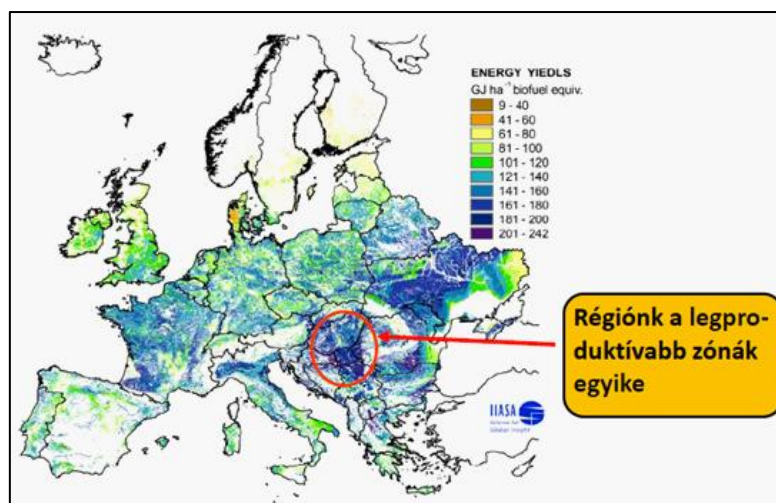 ENERGY YIEDLS
GJ ha⁻¹ biofuel equiv.
9 - 40
41 - 60
61 - 80
81 - 100
101 - 120
121 - 140
141 - 160
161 - 180
181 - 200
201 - 242
Régiónk a legpro-
duktívabb zónák
egyike
IIASA